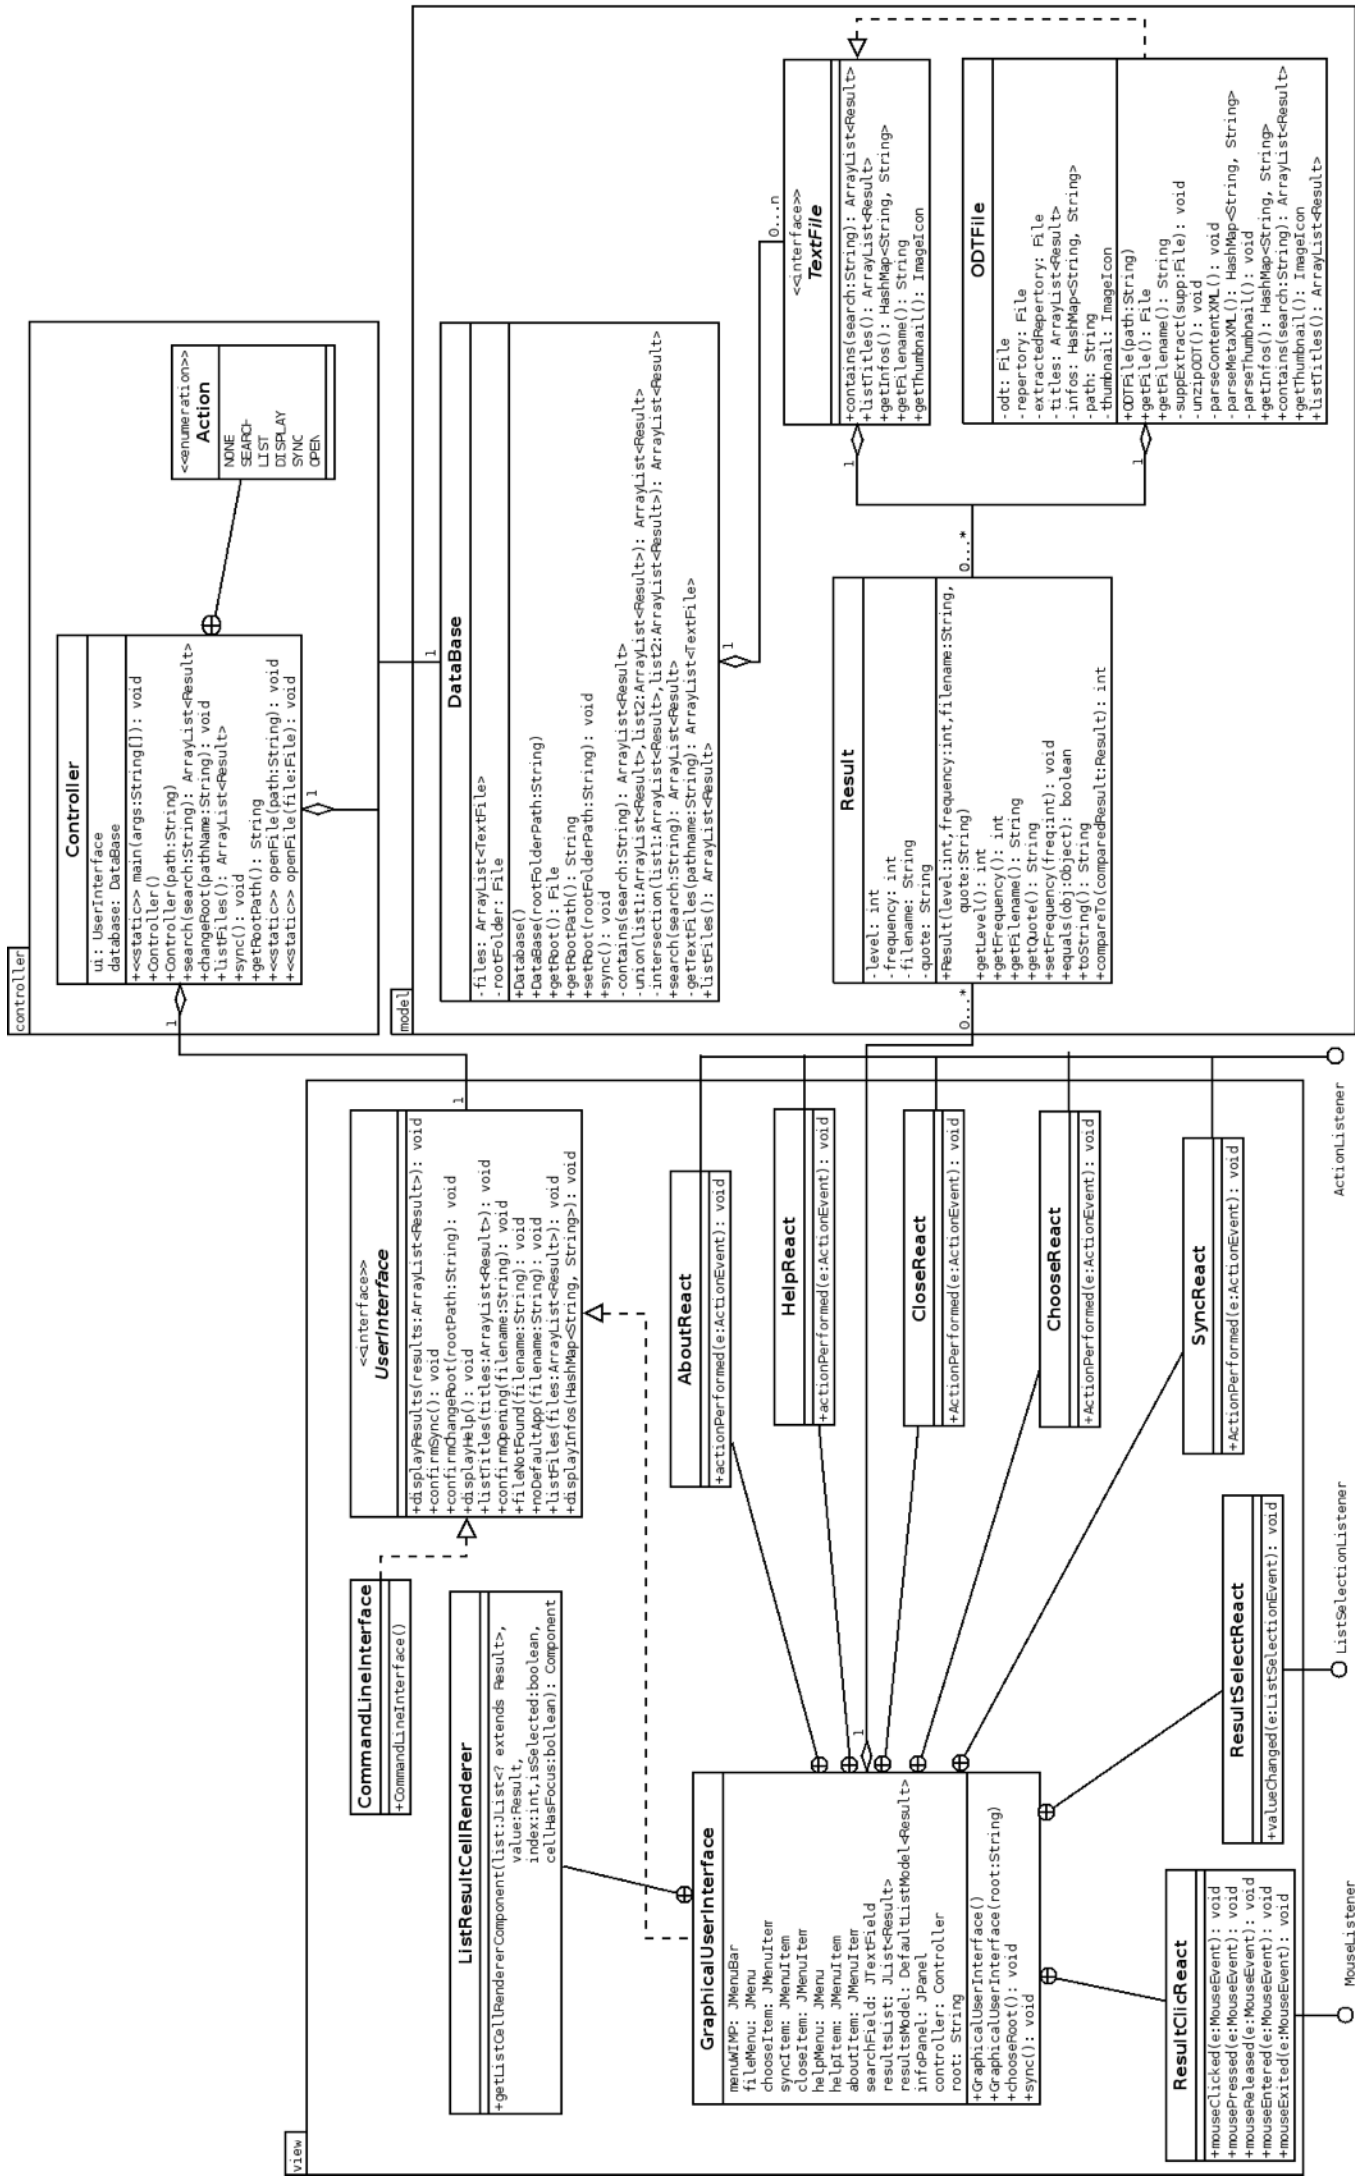 controller
Controller
ui: UserInterface
database: DataBase
+<<static>> main(args:String[]): void
+Controller()
+Controller(path:String)
+search(search:String): ArrayList<Result>
+changeRoot(pathName:String): void
+listFiles(): ArrayList<Result>
+sync(): void
+getRootPath(): String
+<<static>> openFile(path:String): void
+<<static>> openFile(file:File): void
<<enumeration>>
Action
NONE
SEARCH
LIST
DISPLAY
SYNC
OPEN
1
1
1
1
model
DataBase
-files: ArrayList<TextFile>
-rootFolder: File
+Database()
+DataBase(rootFolderPath:String)
+getRoot(): File
+getRootPath(): String
+setRoot(rootFolderPath:String): void
+sync(): void
-contains(search:String): ArrayList<Result>
-union(list1:ArrayList<Result>,list2:ArrayList<Result>): ArrayList<Result>
-intersection(list1:ArrayList<Result>,list2:ArrayList<Result>): ArrayList<Result>
+search(search:String): ArrayList<Result>
-getTextFiles(pathname:String): ArrayList<TextFile>
+listFiles(): ArrayList<Result>
1
0...n
<<interface>>
TextFile
+contains(search:String): ArrayList<Result>
+listTitles(): ArrayList<Result>
+getInfos(): HashMap<String, String>
+getFilename(): String
+getThumbnail(): ImageIcon
1
Result
-level: int
-frequency: int
-filename: String
-quote: String
+Result(level:int,frequency:int,filename:String,
quote:String)
+getLevel(): int
+getFrequency(): int
+getFilename(): String
+getQuote(): String
+setFrequency(freq:int): void
+equals(obj:Object): boolean
+toString(): String
+compareTo(comparedResult:Result): int
0...*
0...*
ODTFile
-odt: File
-repertory: File
-extractedRepertory: File
-titles: ArrayList<Result>
-infos: HashMap<String, String>
-path: String
-thumbnail: ImageIcon
+ODTFile(path:String)
+getFile(): File
+getFilename(): String
-suppExtract(supp:File): void
-unzipODT(): void
-parseContentXML(): void
-parseMetaXML(): HashMap<String, String>
-parseThumbnail(): void
+getInfos(): HashMap<String, String>
+contains(search:String): ArrayList<Result>
+getThumbnail(): ImageIcon
+listTitles(): ArrayList<Result>
1
view
CommandLineInterface
+CommandLineInterface()
<<interface>>
UserInterface
+displayResults(results:ArrayList<Result>): void
+confirmSync(): void
+confirmChangeRoot(rootPath:String): void
+displayHelp(): void
+listTitles(titles:ArrayList<Result>): void
+confirmOpening(filename:String): void
+fileNotFound(filename:String): void
+noDefaultApp(filename:String): void
+listFiles(files:ArrayList<Result>): void
+displayInfos(HashMap<String, String>): void
ListResultCellRenderer
+getListCellRendererComponent(list:JList<? extends Result>,
value:Result,
index:int,isSelected:boolean,
cellHasFocus:bollean): Component
GraphicalUserInterface
menuWIMP: JMenuBar
fileMenu: JMenu
chooseItem: JMenuItem
syncItem: JMenuItem
closeItem: JMenuItem
helpMenu: JMenu
helpItem: JMenuItem
aboutItem: JMenuItem
searchField: JTextField
resultsList: JList<Result>
resultsModel: DefaultListModel<Result>
infoPanel: JPanel
controller: Controller
root: String
+GraphicalUserInterface()
+GraphicalUserInterface(root:String)
+chooseRoot(): void
+sync(): void
1
AboutReact
+actionPerformed(e:ActionEvent): void
HelpReact
+actionPerformed(e:ActionEvent): void
CloseReact
+ActionPerformed(e:ActionEvent): void
ChooseReact
+ActionPerformed(e:ActionEvent): void
SyncReact
+ActionPerformed(e:ActionEvent): void
ResultClicReact
+mouseClicked(e:MouseEvent): void
+mousePressed(e:MouseEvent): void
+mouseReleased(e:MouseEvent): void
+mouseEntered(e:MouseEvent): void
+mouseExited(e:MouseEvent): void
ResultSelectReact
+valueChanged(e:ListSelectionEvent): void
MouseListener
ListSelectionListener
ActionListener